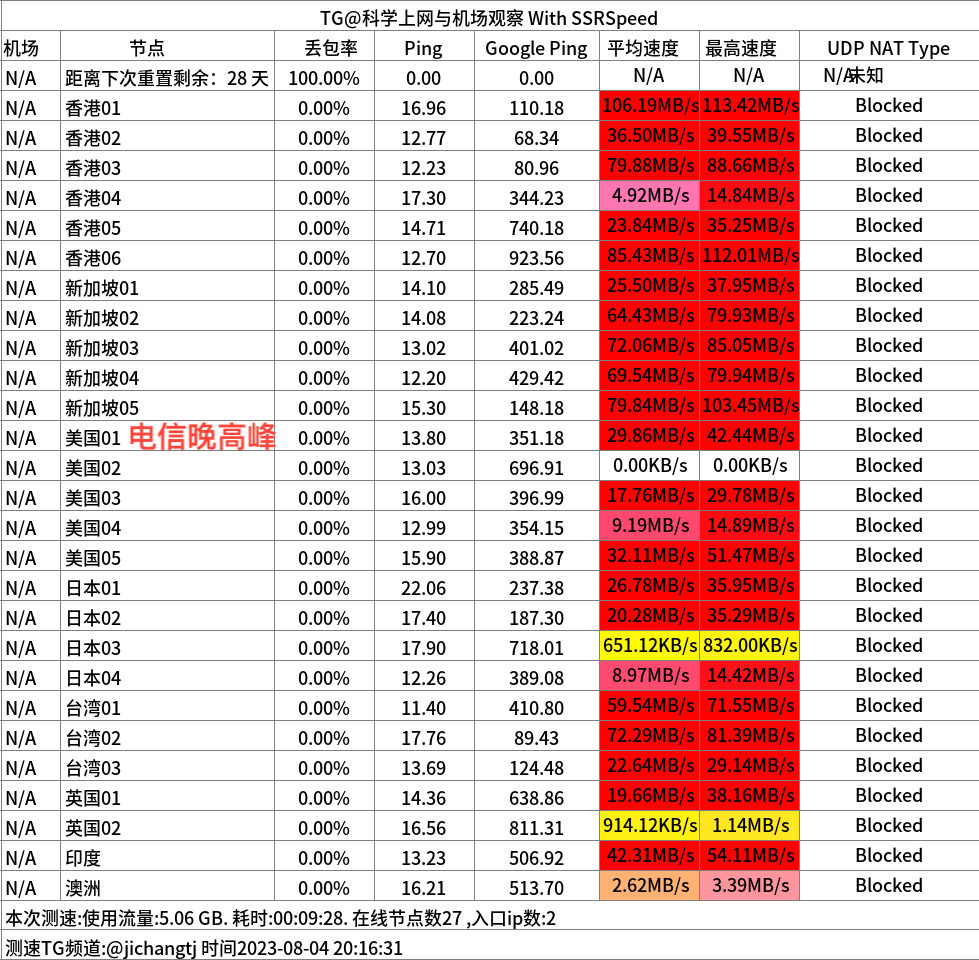 TG@科学上网与机场观察 With SSRSpeed
机场 节点 丢包率 Ping Google Ping 平均速度 最高速度 UDP NAT Type
N/A 距离下次重置剩余：28 天 100.00% 0.00 0.00 N/A N/A N/A未知
N/A 香港01 0.00% 16.96 110.18 106.19MB/s 113.42MB/s Blocked
N/A 香港02 0.00% 12.77 68.34 36.50MB/s 39.55MB/s Blocked
N/A 香港03 0.00% 12.23 80.96 79.88MB/s 88.66MB/s Blocked
N/A 香港04 0.00% 17.30 344.23 4.92MB/s 14.84MB/s Blocked
N/A 香港05 0.00% 14.71 740.18 23.84MB/s 35.25MB/s Blocked
N/A 香港06 0.00% 12.70 923.56 85.43MB/s 112.01MB/s Blocked
N/A 新加坡01 0.00% 14.10 285.49 25.50MB/s 37.95MB/s Blocked
N/A 新加坡02 0.00% 14.08 223.24 64.43MB/s 79.93MB/s Blocked
N/A 新加坡03 0.00% 13.02 401.02 72.06MB/s 85.05MB/s Blocked
N/A 新加坡04 0.00% 12.20 429.42 69.54MB/s 79.94MB/s Blocked
N/A 新加坡05 0.00% 15.30 148.18 79.84MB/s 103.45MB/s Blocked
N/A 美国01 电信晚高峰 0.00% 13.80 351.18 29.86MB/s 42.44MB/s Blocked
N/A 美国02 0.00% 13.03 696.91 0.00KB/s 0.00KB/s Blocked
N/A 美国03 0.00% 16.00 396.99 17.76MB/s 29.78MB/s Blocked
N/A 美国04 0.00% 12.99 354.15 9.19MB/s 14.89MB/s Blocked
N/A 美国05 0.00% 15.90 388.87 32.11MB/s 51.47MB/s Blocked
N/A 日本01 0.00% 22.06 237.38 26.78MB/s 35.95MB/s Blocked
N/A 日本02 0.00% 17.40 187.30 20.28MB/s 35.29MB/s Blocked
N/A 日本03 0.00% 17.90 718.01 651.12KB/s 832.00KB/s Blocked
N/A 日本04 0.00% 12.26 389.08 8.97MB/s 14.42MB/s Blocked
N/A 台湾01 0.00% 11.40 410.80 59.54MB/s 71.55MB/s Blocked
N/A 台湾02 0.00% 17.76 89.43 72.29MB/s 81.39MB/s Blocked
N/A 台湾03 0.00% 13.69 124.48 22.64MB/s 29.14MB/s Blocked
N/A 英国01 0.00% 14.36 638.86 19.66MB/s 38.16MB/s Blocked
N/A 英国02 0.00% 16.56 811.31 914.12KB/s 1.14MB/s Blocked
N/A 印度 0.00% 13.23 506.92 42.31MB/s 54.11MB/s Blocked
N/A 澳洲 0.00% 16.21 513.70 2.62MB/s 3.39MB/s Blocked
本次测速:使用流量:5.06 GB. 耗时:00:09:28. 在线节点数27 ,入口ip数:2
测速TG频道:@jichangtj 时间2023-08-04 20:16:31